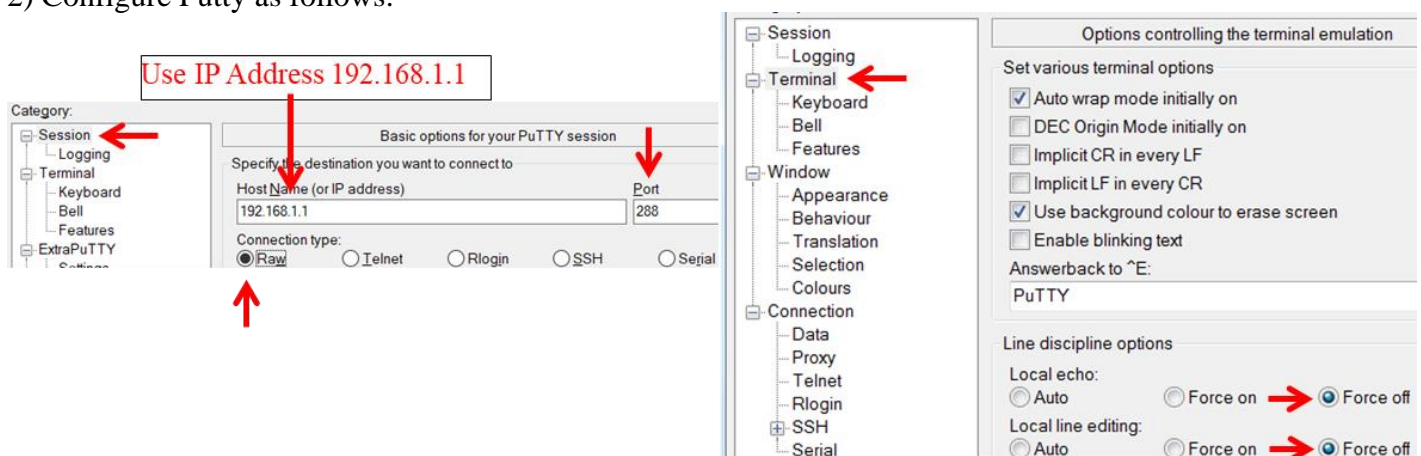 2) Configure Putty as follows:
Use IP Address 192.168.1.1
Category:
Session
Logging
Terminal
Keyboard
Bell
Features
ExtraPuTTY
Basic options for your PuTTY session
Specify the destination you want to connect to
Host Name (or IP address)
Port
192.168.1.1
288
Connection type:
Raw
Telnet
Rlogin
SSH
Serial
Session
Logging
Terminal
Keyboard
Bell
Features
Window
Appearance
Behaviour
Translation
Selection
Colours
Connection
Data
Proxy
Telnet
Rlogin
SSH
Serial
Options controlling the terminal emulation
Set various terminal options
Auto wrap mode initially on
DEC Origin Mode initially on
Implicit CR in every LF
Implicit LF in every CR
Use background colour to erase screen
Enable blinking text
Answerback to ^E:
PuTTY
Line discipline options
Local echo:
Auto Force on Force off
Local line editing:
Auto Force on Force off